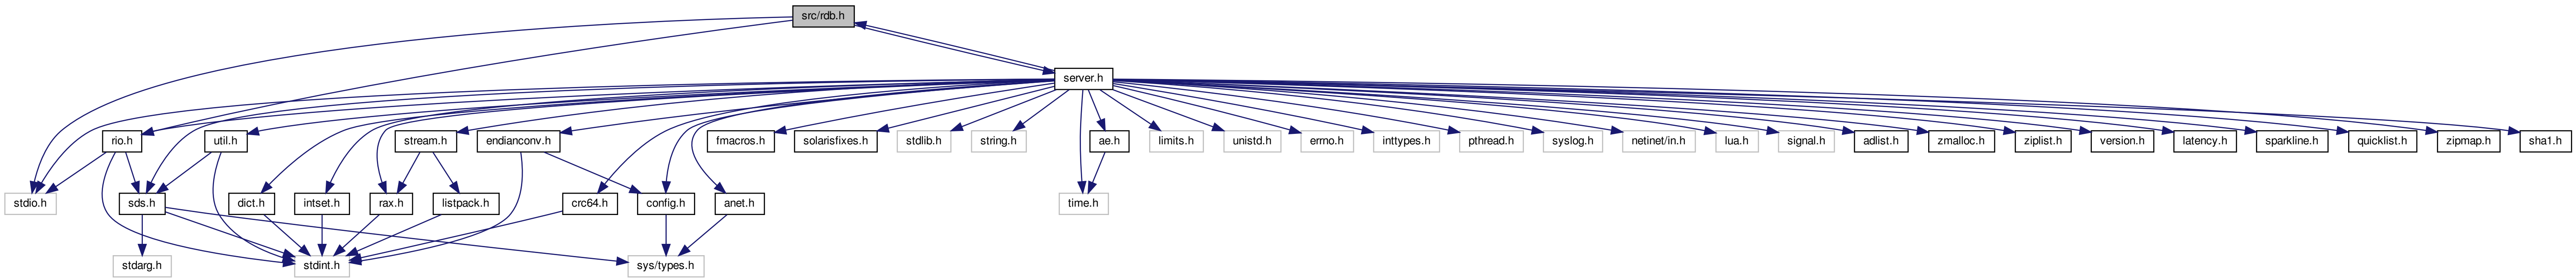 src/rdb.h
server.h
rio.h
util.h
stream.h
endianconv.h
fmacros.h
solarisfixes.h
stdlib.h
string.h
ae.h
limits.h
unistd.h
errno.h
inttypes.h
pthread.h
syslog.h
netinet/in.h
lua.h
signal.h
adlist.h
zmalloc.h
ziplist.h
version.h
latency.h
sparkline.h
quicklist.h
zipmap.h
sha1.h
stdio.h
sds.h
dict.h
intset.h
rax.h
listpack.h
crc64.h
config.h
anet.h
time.h
stdarg.h
stdint.h
sys/types.h